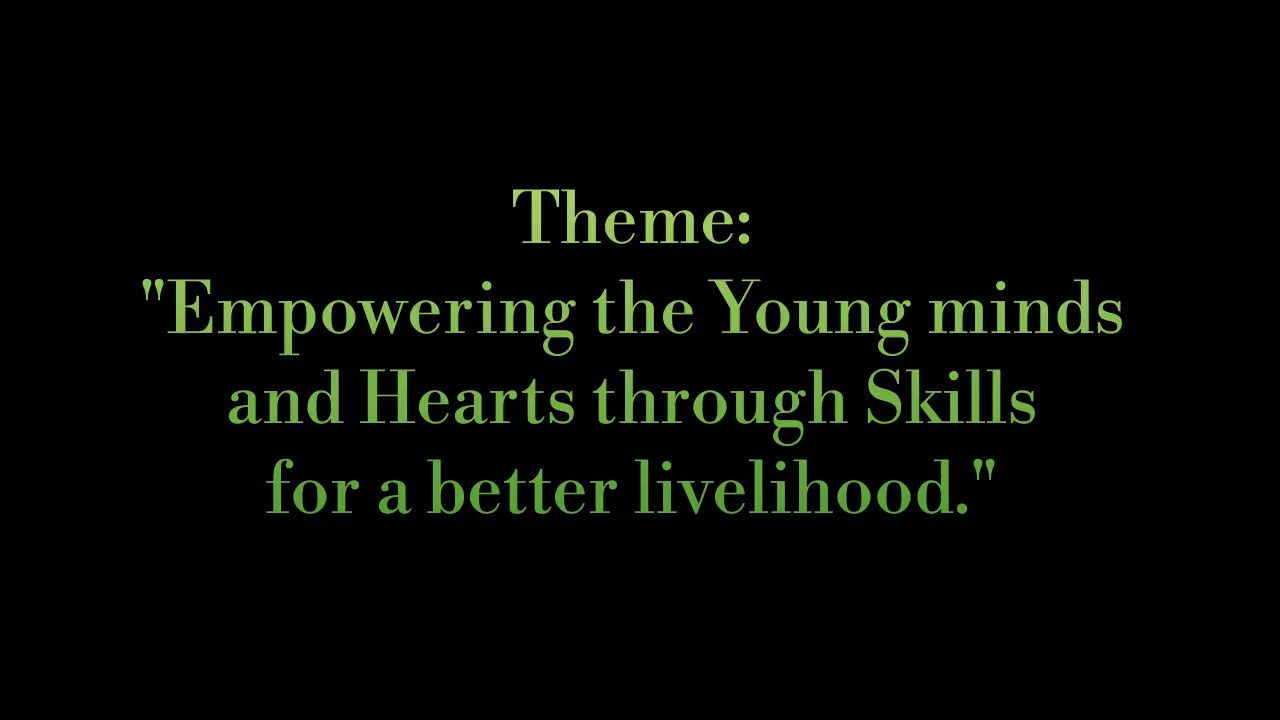 Theme:
"Empowering the Young minds
and Hearts through Skills
for a better livelihood."